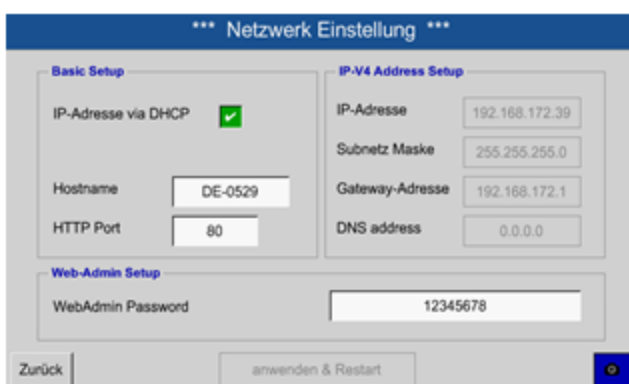 *** Netzwerk Einstellung ***
Basic Setup
IP-Adresse via DHCP
Hostname DE-0529
HTTP Port 80
IP-V4 Address Setup
IP-Adresse 192.168.172.39
Subnetz Maske 255.255.255.0
Gateway-Adresse 192.168.172.1
DNS address 0.0.0.0
Web-Admin Setup
WebAdmin Password 12345678
Zurück anwenden & Restart